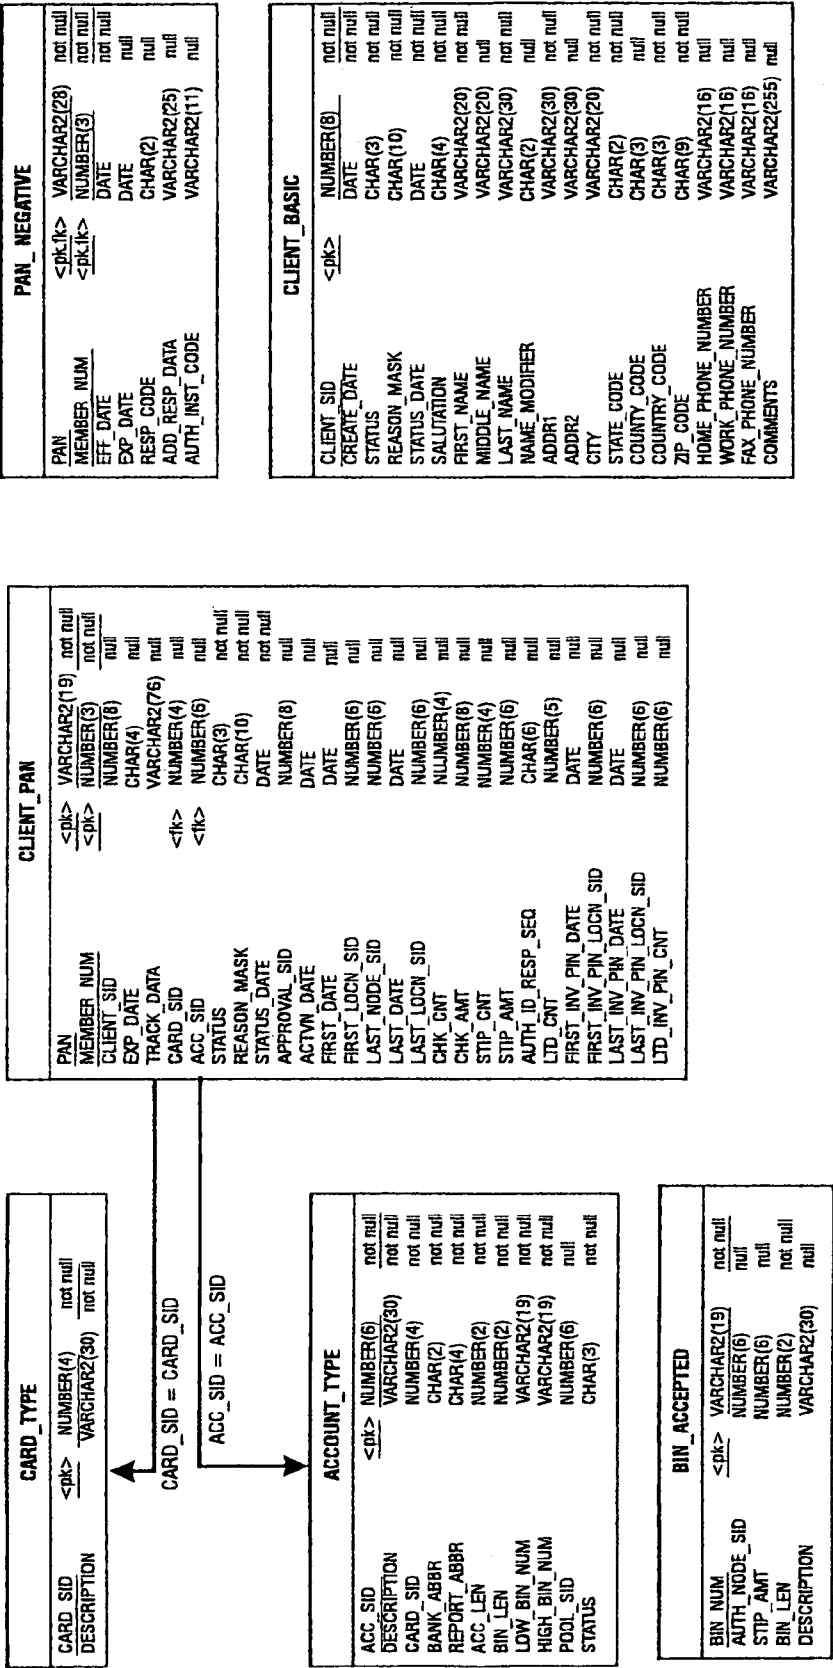 CARD_TYPE
CARD_SID <pk> NUMBER(4) not null
DESCRIPTION VARCHAR2(30) not null
CARD_SID = CARD_SID
ACC_SID = ACC_SID
ACCOUNT_TYPE
ACC_SID <pk> NUMBER(6) not null
DESCRIPTION VARCHAR2(30) not null
CARD_SID NUMBER(4) not null
BANK_ABBR CHAR(2) not null
REPORT_ABBR CHAR(4) not null
ACC_LEN NUMBER(2) not null
BIN_LEN NUMBER(2) not null
LOW_BIN_NUM VARCHAR2(19) not null
HIGH_BIN_NUM VARCHAR2(19) not null
POOL_SID NUMBER(6) null
STATUS CHAR(3) not null
BIN_ACCEPTED
BIN_NUM <pk> VARCHAR2(19) not null
AUTH_NODE_SID NUMBER(6) null
STIP_AMT NUMBER(6) null
BIN_LEN NUMBER(2) not null
DESCRIPTION VARCHAR2(30) null
CLIENT_PAN
PAN <pk> VARCHAR2(19) not null
MEMBER NUM <pk> NUMBER(3) not null
CLIENT_SID NUMBER(8) null
EXP_DATE CHAR(4) null
TRACK_DATA VARCHAR2(76) null
CARD_SID <fk> NUMBER(4) null
ACC_SID <fk> NUMBER(6) null
STATUS CHAR(3) not null
REASON_MASK CHAR(10) not null
STATUS_DATE DATE not null
APPROVAL_SID NUMBER(8) null
ACTVN_DATE DATE null
FIRST_DATE DATE null
FIRST_LOCN_SID NUMBER(6) null
LAST_NODE_SID NUMBER(6) null
LAST_DATE DATE null
LAST_LOCN_SID NUMBER(6) null
CHK_CNT NUJMBER(4) null
CHK_AMT NUMBER(8) null
STIP_CNT NUMBER(4) null
STIP_AMT NUMBER(6) null
AUTH_ID_RESP_SEQ CHAR(6) null
LTD_CNT NUMBER(5) null
FIRST_INV_PIN_DATE DATE null
FIRST_INV_PIN_LOCN_SID NUMBER(6) null
LAST_INV_PIN_DATE DATE null
LAST_INV_PIN_LOCN_SID NUMBER(6) null
LTD_INV_PIN_CNT NUMBER(6) null
PAN_NEGATIVE
PAN <pk.fk> VARCHAR2(28) not null
MEMBER NUM <pk.fk> NUMBER(3) not null
EFF_DATE DATE not null
EXP_DATE DATE null
RESP_CODE CHAR(2) null
ADD_RESP_DATA VARCHAR2(25) null
AUTH_INST_CODE VARCHAR2(11) null
CLIENT_BASIC
CLIENT_SID <pk> NUMBER(8) not null
CREATE_DATE DATE not null
STATUS CHAR(3) not null
REASON_MASK CHAR(10) not null
STATUS_DATE DATE not null
SALUTATION CHAR(4) not null
FIRST_NAME VARCHAR2(20) not null
MIDDLE_NAME VARCHAR2(20) null
LAST_NAME VARCHAR2(30) not null
NAME_MODIFIER CHAR(2) null
ADDR1 VARCHAR2(30) not null
ADDR2 VARCHAR2(30) null
CITY VARCHAR2(20) not null
STATE_CODE CHAR(2) not null
COUNTY_CODE CHAR(3) null
COUNTRY_CODE CHAR(3) not null
ZIP_CODE CHAR(9) not null
HOME_PHONE_NUMBER VARCHAR2(16) null
WORK_PHONE_NUMBER VARCHAR2(16) null
FAX_PHONE_NUMBER VARCHAR2(16) null
COMMENTS VARCHAR2(255) null